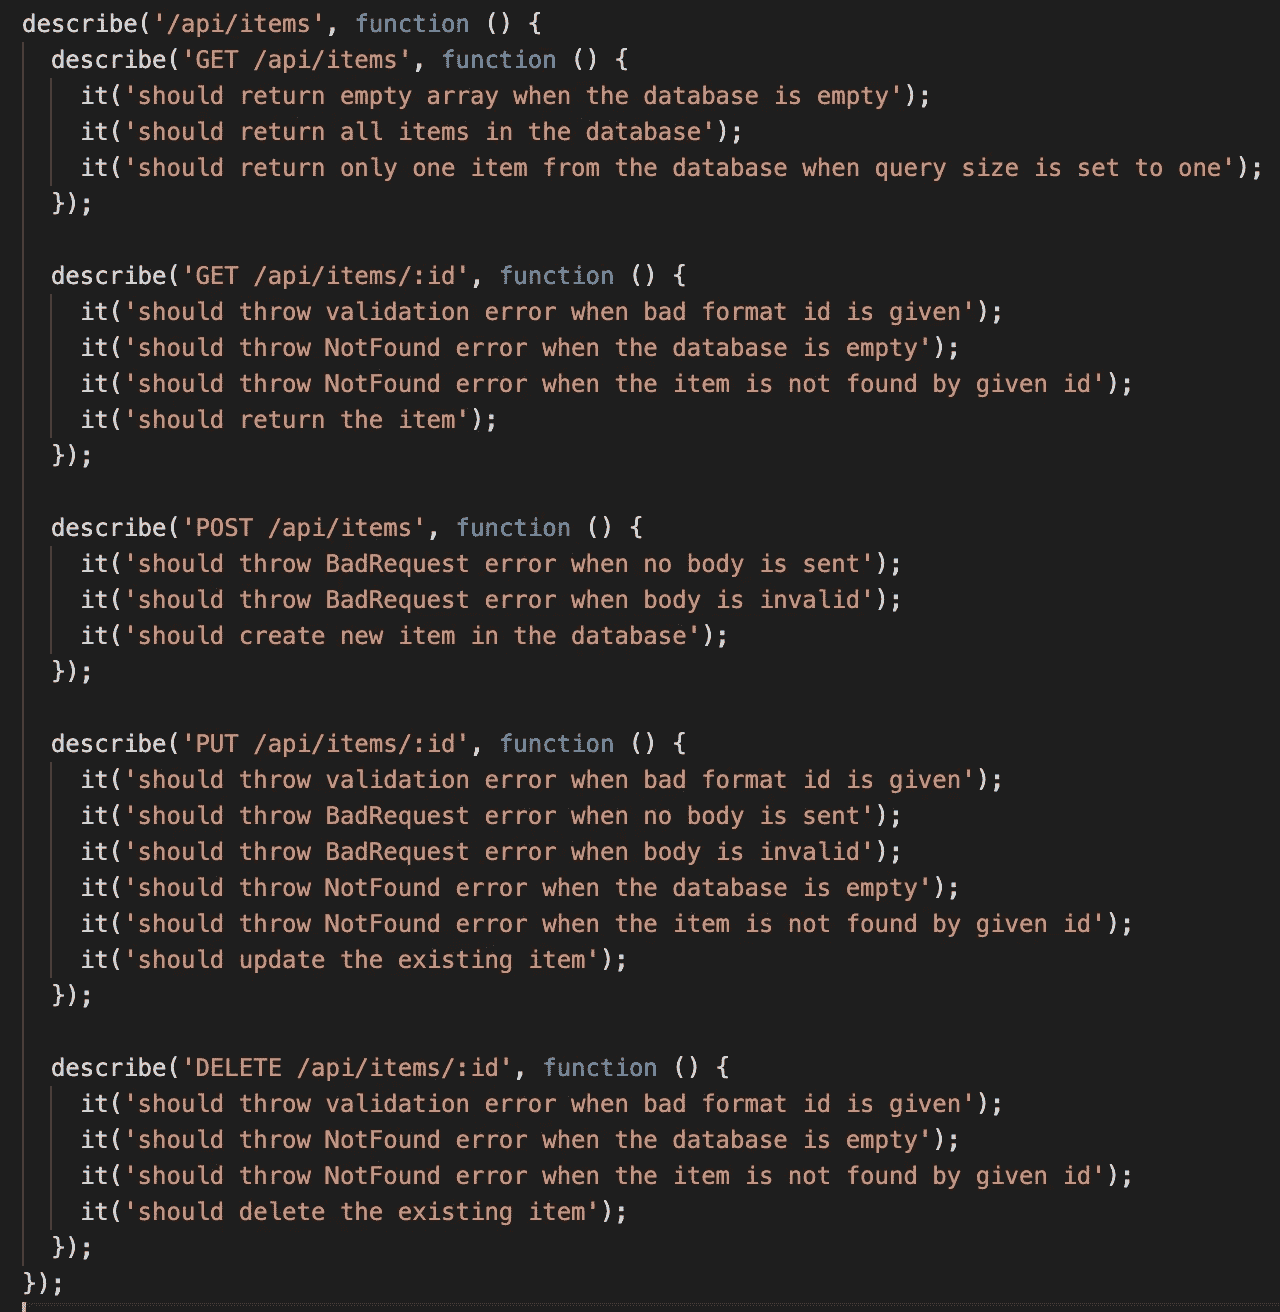 describe('/api/items', function () {
  describe('GET /api/items', function () {
    it('should return empty array when the database is empty');
    it('should return all items in the database');
    it('should return only one item from the database when query size is set to one');
  });

  describe('GET /api/items/:id', function () {
    it('should throw validation error when bad format id is given');
    it('should throw NotFound error when the database is empty');
    it('should throw NotFound error when the item is not found by given id');
    it('should return the item');
  });

  describe('POST /api/items', function () {
    it('should throw BadRequest error when no body is sent');
    it('should throw BadRequest error when body is invalid');
    it('should create new item in the database');
  });

  describe('PUT /api/items/:id', function () {
    it('should throw validation error when bad format id is given');
    it('should throw BadRequest error when no body is sent');
    it('should throw BadRequest error when body is invalid');
    it('should throw NotFound error when the database is empty');
    it('should throw NotFound error when the item is not found by given id');
    it('should update the existing item');
  });

  describe('DELETE /api/items/:id', function () {
    it('should throw validation error when bad format id is given');
    it('should throw NotFound error when the database is empty');
    it('should throw NotFound error when the item is not found by given id');
    it('should delete the existing item');
  });
});